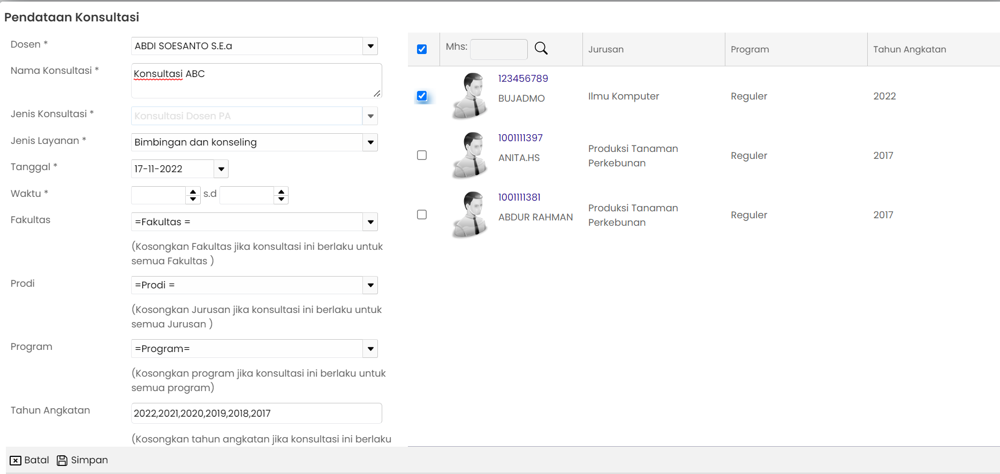 Pendataan Konsultasi
Dosen *
ABDI SOESANTO S.E.a
Nama Konsultasi *
Konsultasi ABC
Jenis Konsultasi *
Konsultasi Dosen PA
Jenis Layanan *
Bimbingan dan konseling
Tanggal *
17-11-2022
Waktu *
s.d
Fakultas
=Fakultas =
(Kosongkan Fakultas jika konsultasi ini berlaku untuk
semua Fakultas )
Prodi
=Prodi =
(Kosongkan Jurusan jika konsultasi ini berlaku untuk
semua Jurusan )
Program
=Program=
(Kosongkan program jika konsultasi ini berlaku untuk
semua program)
Tahun Angkatan
2022,2021,2020,2019,2018,2017
(Kosongkan tahun angkatan jika konsultasi ini berlaku
Mhs:
Jurusan
Program
Tahun Angkatan
123456789
BUJADMO
Ilmu Komputer
Reguler
2022
1001111397
ANITA.HS
Produksi Tanaman
Perkebunan
Reguler
2017
1001111381
ABDUR RAHMAN
Produksi Tanaman
Perkebunan
Reguler
2017
Batal
Simpan